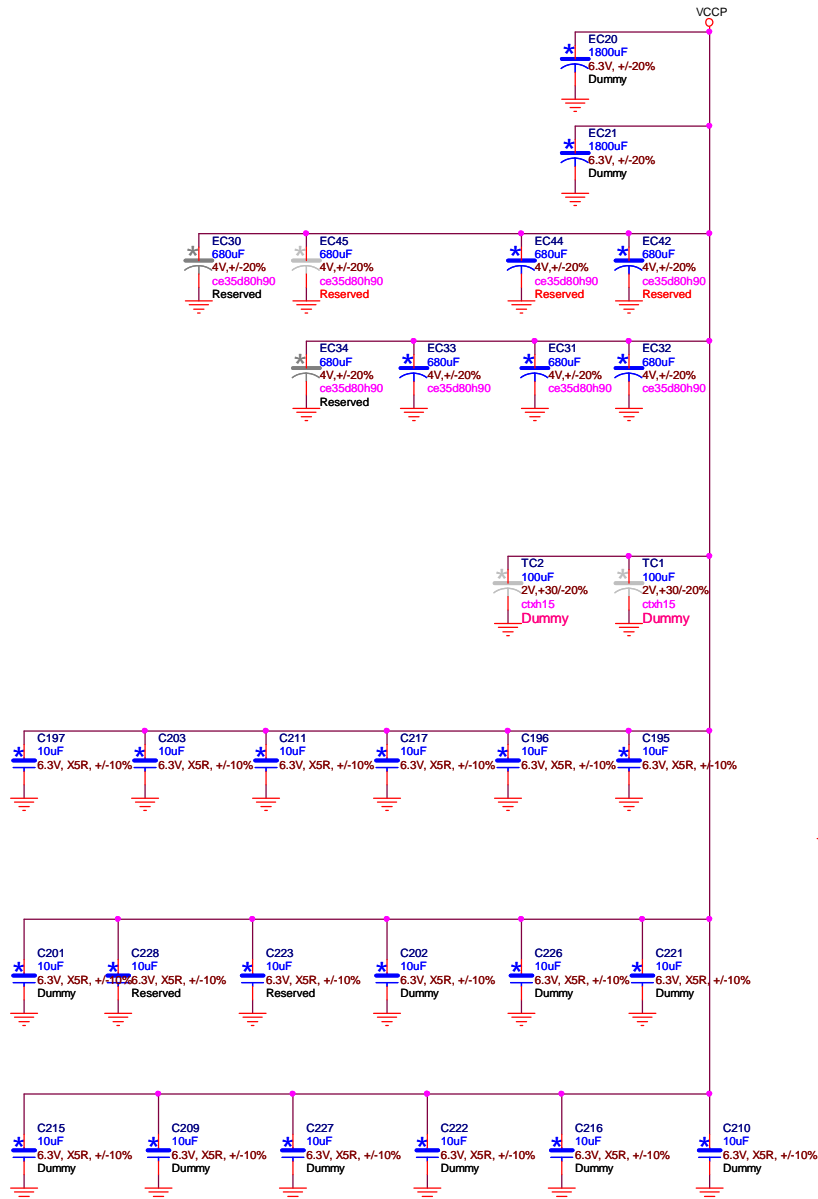 VCCP
EC20
1800uF
6.3V, +/-20%
Dummy
EC21
1800uF
6.3V, +/-20%
Dummy
EC30
680uF
4V,+/-20%
ce35d80h90
Reserved
EC45
680uF
4V,+/-20%
ce35d80h90
Reserved
EC44
680uF
4V,+/-20%
ce35d80h90
Reserved
EC42
680uF
4V,+/-20%
ce35d80h90
Reserved
EC34
680uF
4V,+/-20%
ce35d80h90
Reserved
EC33
680uF
4V,+/-20%
ce35d80h90
EC31
680uF
4V,+/-20%
ce35d80h90
EC32
680uF
4V,+/-20%
ce35d80h90
TC2
100uF
2V,+30/-20%
ctxh15
Dummy
TC1
100uF
2V,+30/-20%
ctxh15
Dummy
C197
10uF
6.3V, X5R, +/-10%
C203
10uF
6.3V, X5R, +/-10%
C211
10uF
6.3V, X5R, +/-10%
C217
10uF
6.3V, X5R, +/-10%
C196
10uF
6.3V, X5R, +/-10%
C195
10uF
6.3V, X5R, +/-10%
C201
10uF
6.3V, X5R, +/-10%
Dummy
C228
10uF
6.3V, X5R, +/-10%
Reserved
C223
10uF
6.3V, X5R, +/-10%
Reserved
C202
10uF
6.3V, X5R, +/-10%
Dummy
C226
10uF
6.3V, X5R, +/-10%
Dummy
C221
10uF
6.3V, X5R, +/-10%
Dummy
C215
10uF
6.3V, X5R, +/-10%
Dummy
C209
10uF
6.3V, X5R, +/-10%
Dummy
C227
10uF
6.3V, X5R, +/-10%
Dummy
C222
10uF
6.3V, X5R, +/-10%
Dummy
C216
10uF
6.3V, X5R, +/-10%
Dummy
C210
10uF
6.3V, X5R, +/-10%
Dummy